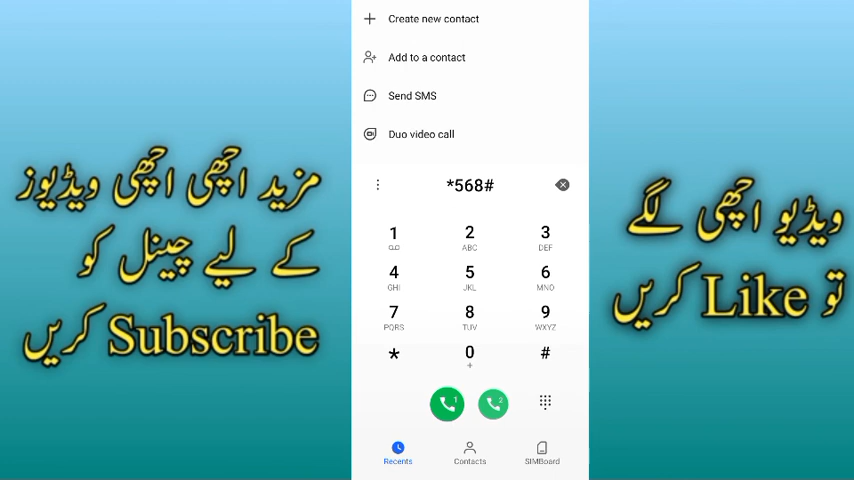 مزید اچھی اچھی ویڈیوز
کے لیے چینل کو
Subscribe کریں
Create new contact
Add to a contact
Send SMS
Duo video call
*568#
1 2 3
ABC DEF
4 5 6
GHI JKL MNO
7 8 9
PQRS TUV WXYZ
* 0 #
+
1 2
Recents Contacts SIMBoard
ویڈیو اچھی لگے
تو Like کریں